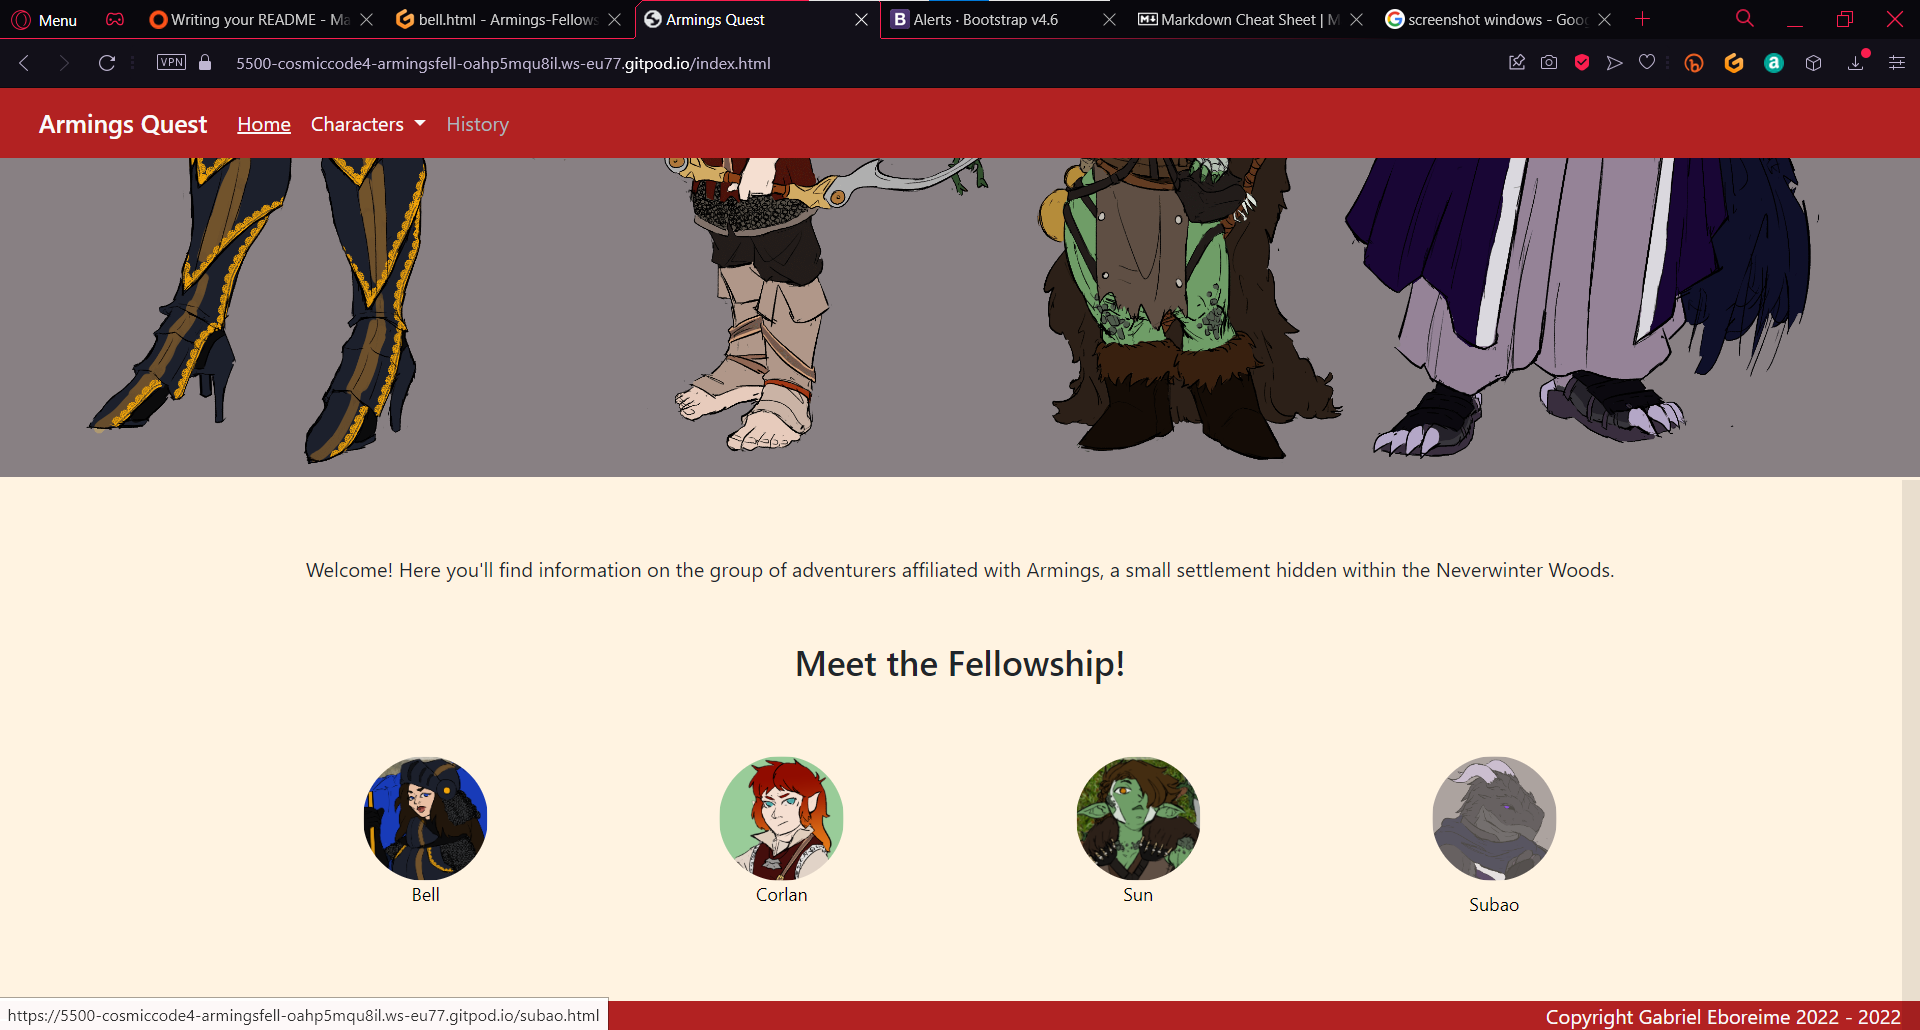 Menu
Writing your README - Ma
bell.html - Armings-Fellows
Armings Quest
B Alerts · Bootstrap v4.6
Markdown Cheat Sheet | M
screenshot windows - Goo
VPN
5500-cosmiccode4-armingsfell-oahp5mqu8il.ws-eu77.gitpod.io/index.html
Armings Quest
Home
Characters
History
Welcome! Here you'll find information on the group of adventurers affiliated with Armings, a small settlement hidden within the Neverwinter Woods.
Meet the Fellowship!
Bell
Corlan
Sun
Subao
https://5500-cosmiccode4-armingsfell-oahp5mqu8il.ws-eu77.gitpod.io/subao.html
Copyright Gabriel Eboreime 2022 - 2022